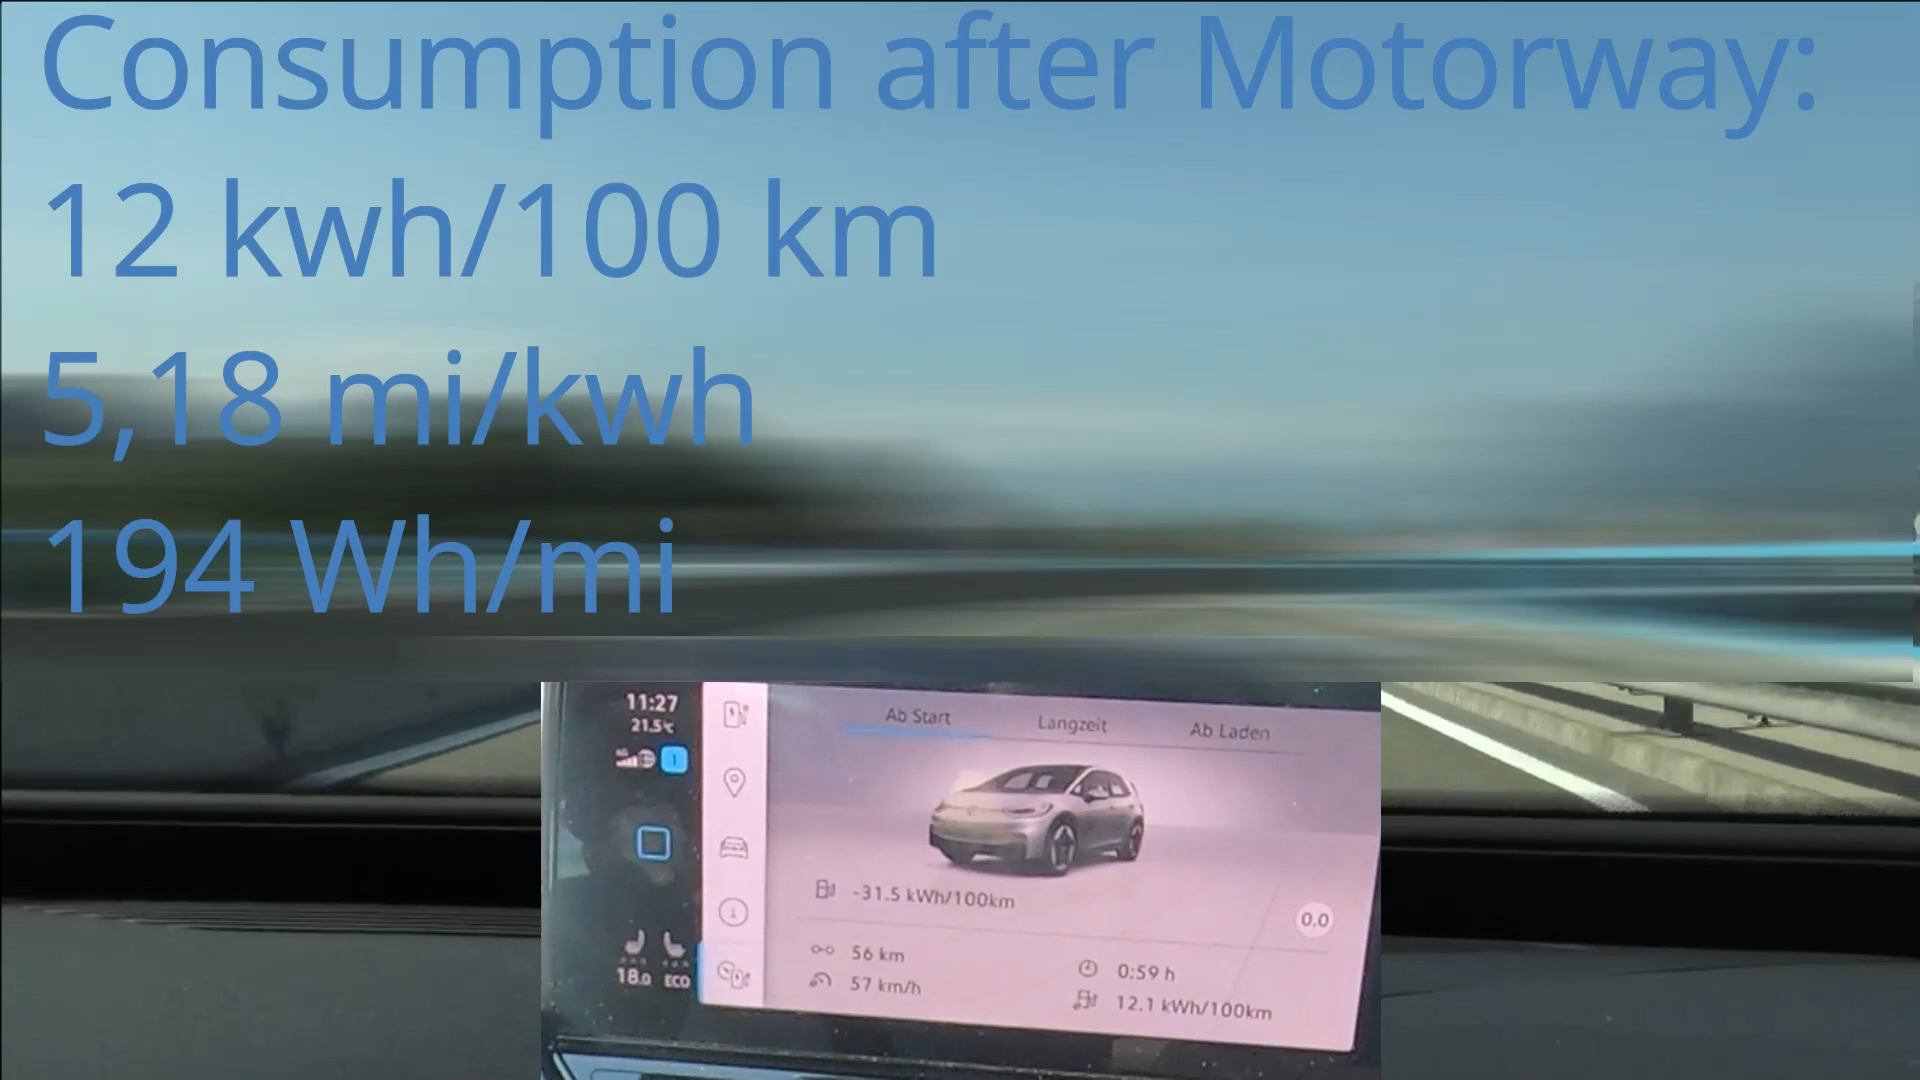 Consumption after Motorway:
12 kwh/100 km
5,18 mi/kwh
194 Wh/mi
11:27
21.5°C
Ab Start
Langzeit
Ab Laden
-31.5 kWh/100km
0.0
56 km
0:59 h
57 km/h
12.1 kWh/100km
18.0
ECO